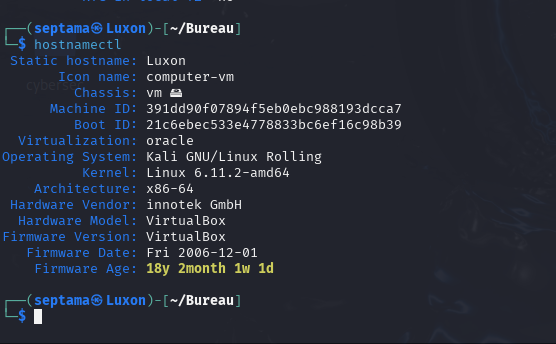 ┌──(septama㉿Luxon)-[~/Bureau]
└─$ hostnamectl
Static hostname: Luxon
Icon name: computer-vm
Chassis: vm 🖴
Machine ID: 391dd90f07894f5eb0ebc988193dcca7
Boot ID: 21c6ebec533e4778833bc6ef16c98b39
Virtualization: oracle
Operating System: Kali GNU/Linux Rolling
Kernel: Linux 6.11.2-amd64
Architecture: x86-64
Hardware Vendor: innotek GmbH
Hardware Model: VirtualBox
Firmware Version: VirtualBox
Firmware Date: Fri 2006-12-01
Firmware Age: 18y 2month 1w 1d
┌──(septama㉿Luxon)-[~/Bureau]
└─$